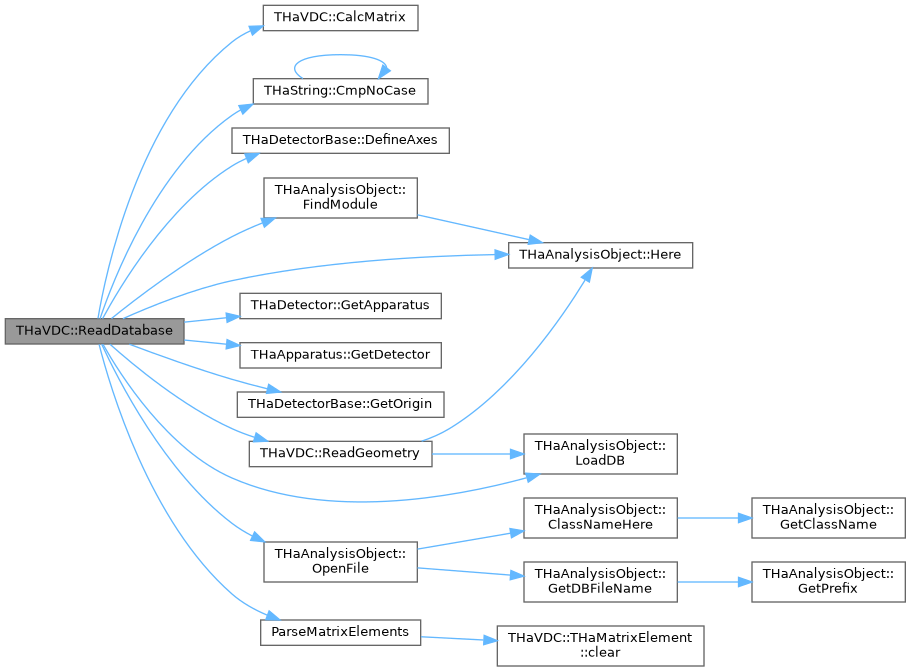 THaVDC::CalcMatrix
THaString::CmpNoCase
THaDetectorBase::DefineAxes
THaAnalysisObject::
FindModule
THaAnalysisObject::Here
THaDetector::GetApparatus
THaVDC::ReadDatabase
THaApparatus::GetDetector
THaDetectorBase::GetOrigin
THaVDC::ReadGeometry
THaAnalysisObject::
LoadDB
THaAnalysisObject::
ClassNameHere
THaAnalysisObject::
GetClassName
THaAnalysisObject::
OpenFile
THaAnalysisObject::
GetDBFileName
THaAnalysisObject::
GetPrefix
ParseMatrixElements
THaVDC::THaMatrixElement
::clear